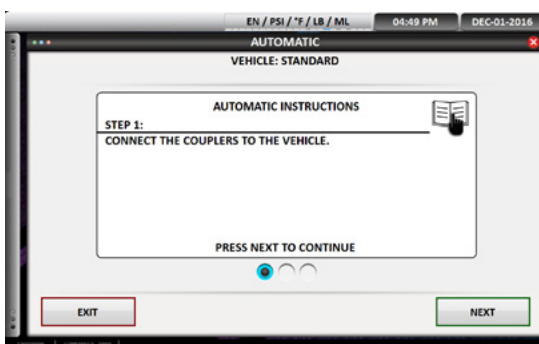 EN / PSI / °F / LB / ML 04:49 PM DEC-01-2016
AUTOMATIC
VEHICLE: STANDARD
AUTOMATIC INSTRUCTIONS
STEP 1:
CONNECT THE COUPLERS TO THE VEHICLE.
PRESS NEXT TO CONTINUE
EXIT NEXT